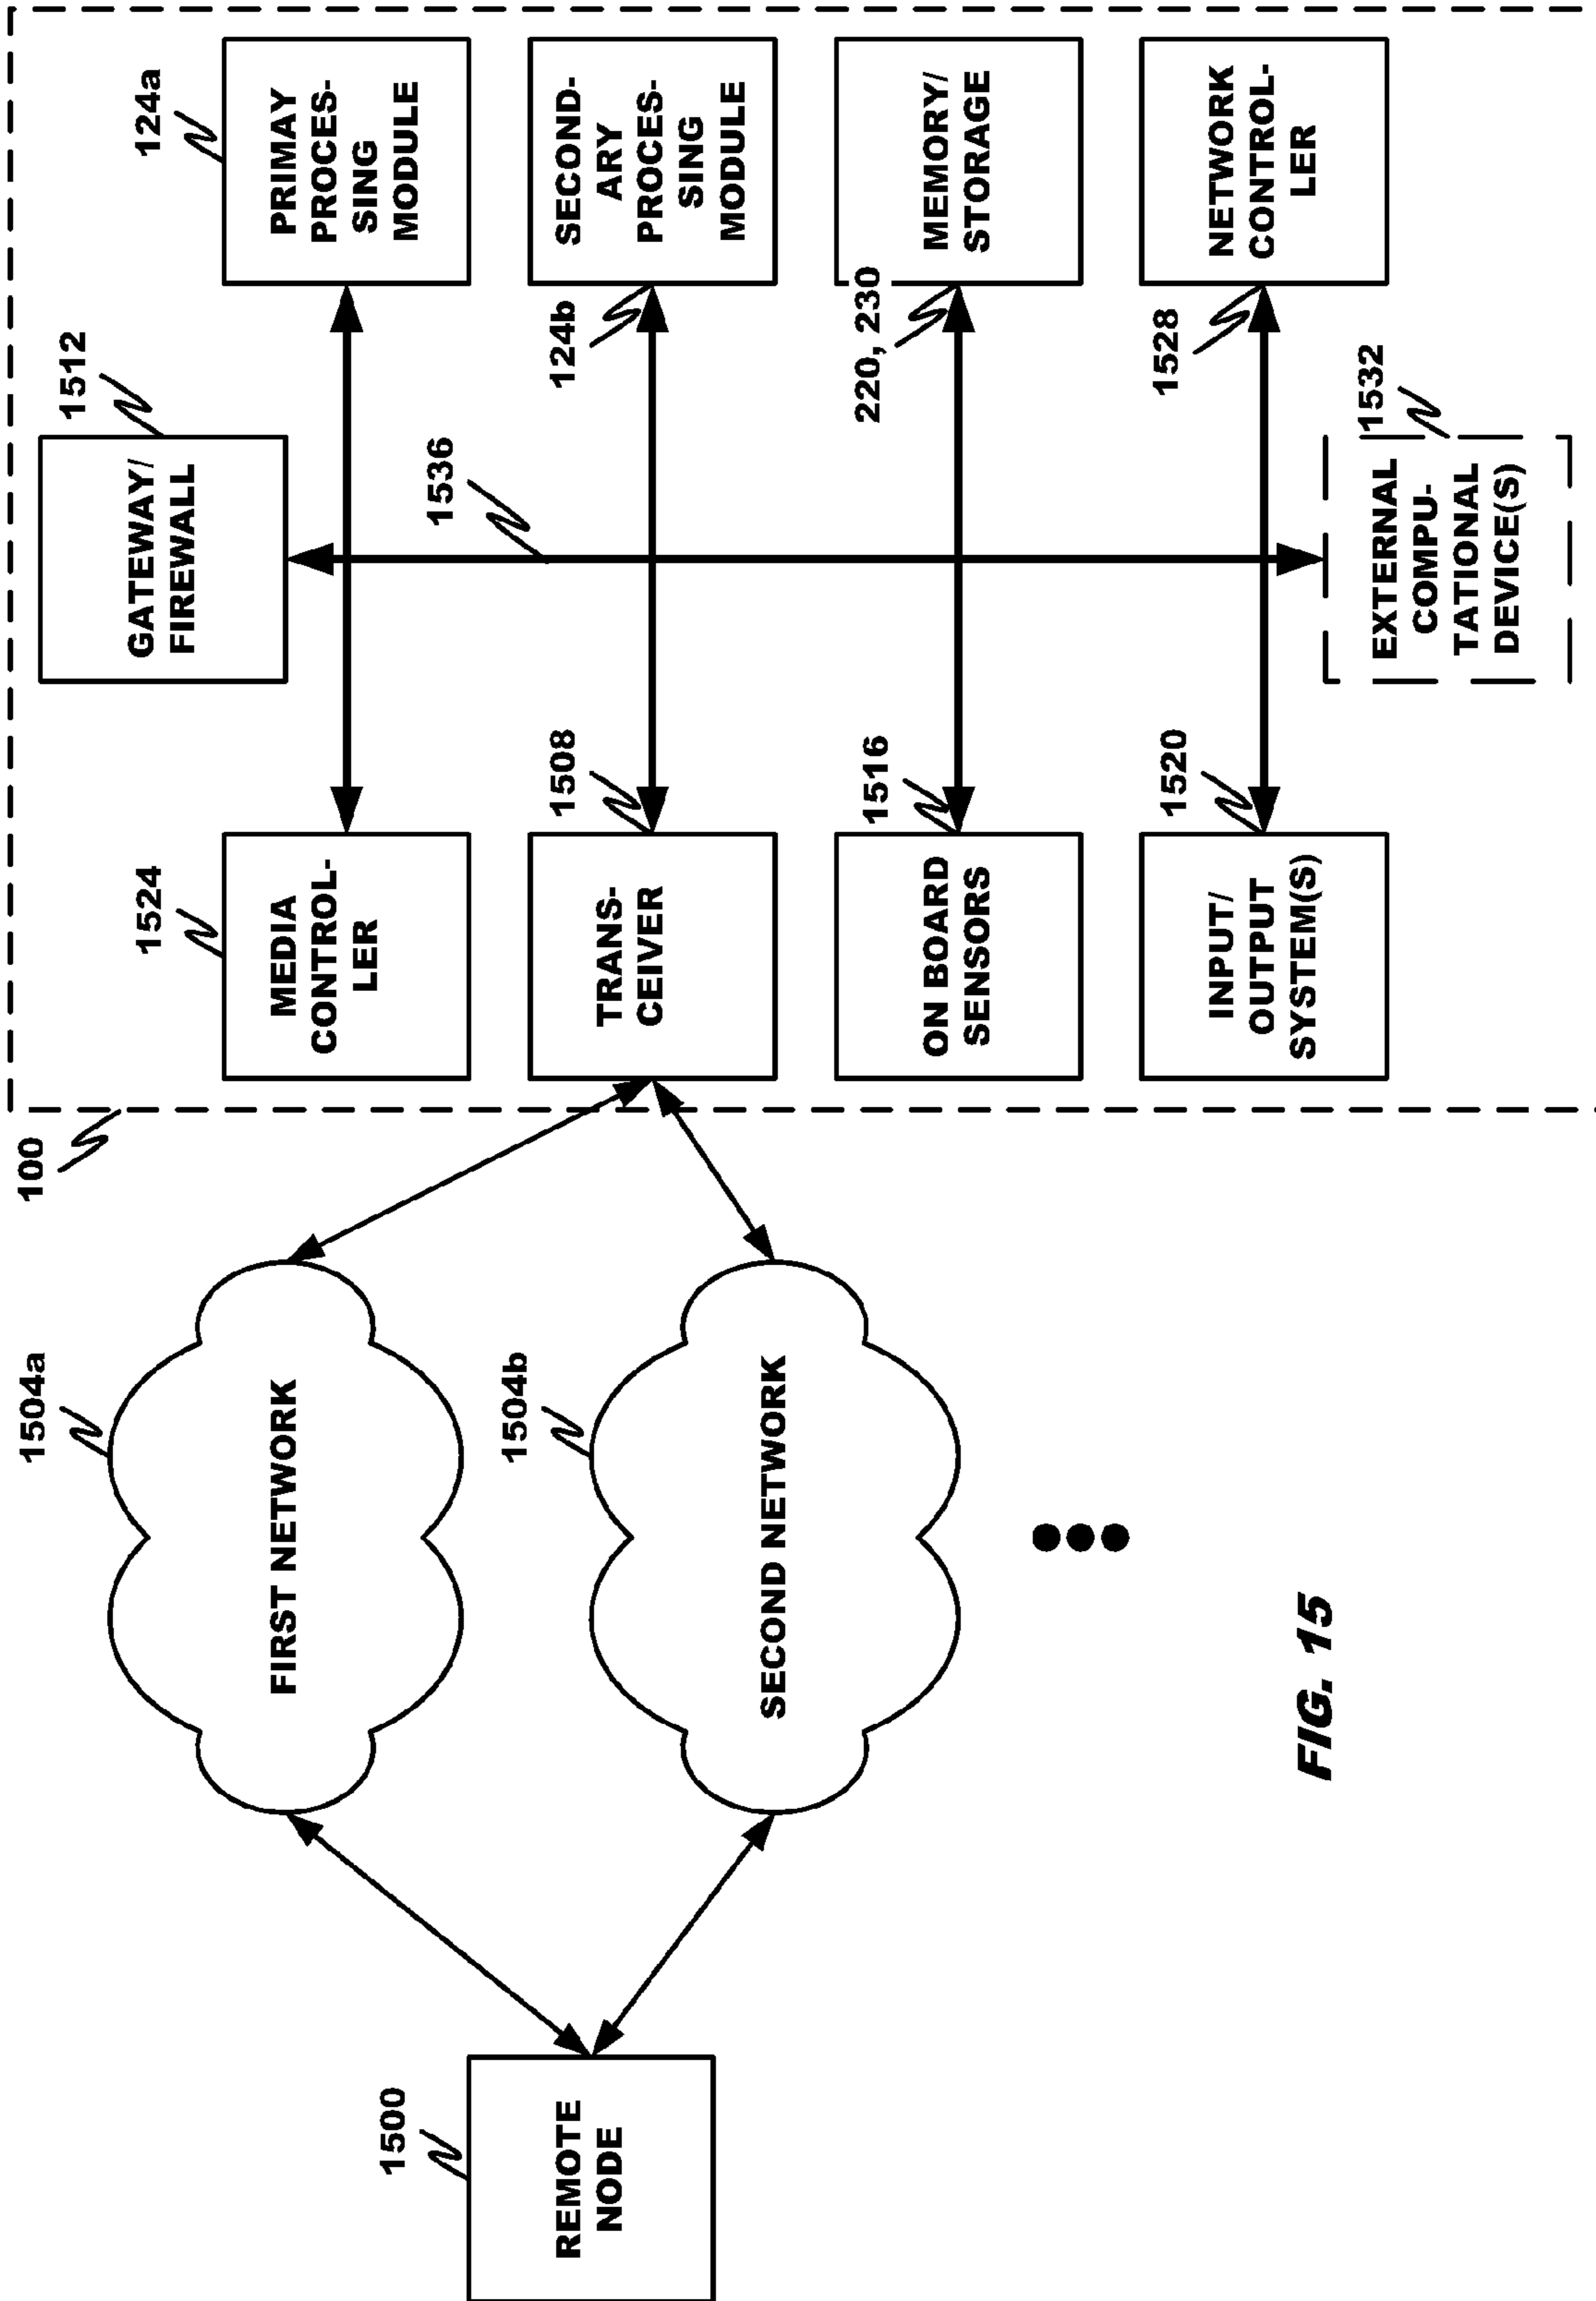 100
1512
GATEWAY/
FIREWALL
1524
MEDIA
CONTROL-
LER
124a
PRIMAY
PROCES-
SING
MODULE
1536
1504a
FIRST NETWORK
1508
TRANS-
CEIVER
124b
SECOND-
ARY
PROCES-
SING
MODULE
1500
REMOTE
NODE
1504b
SECOND NETWORK
1516
ON BOARD
SENSORS
220, 230
MEMORY/
STORAGE
1520
INPUT/
OUTPUT
SYSTEM(S)
1528
NETWORK
CONTROL-
LER
1532
EXTERNAL
COMPU-
TATIONAL
DEVICE(S)
FIG. 15